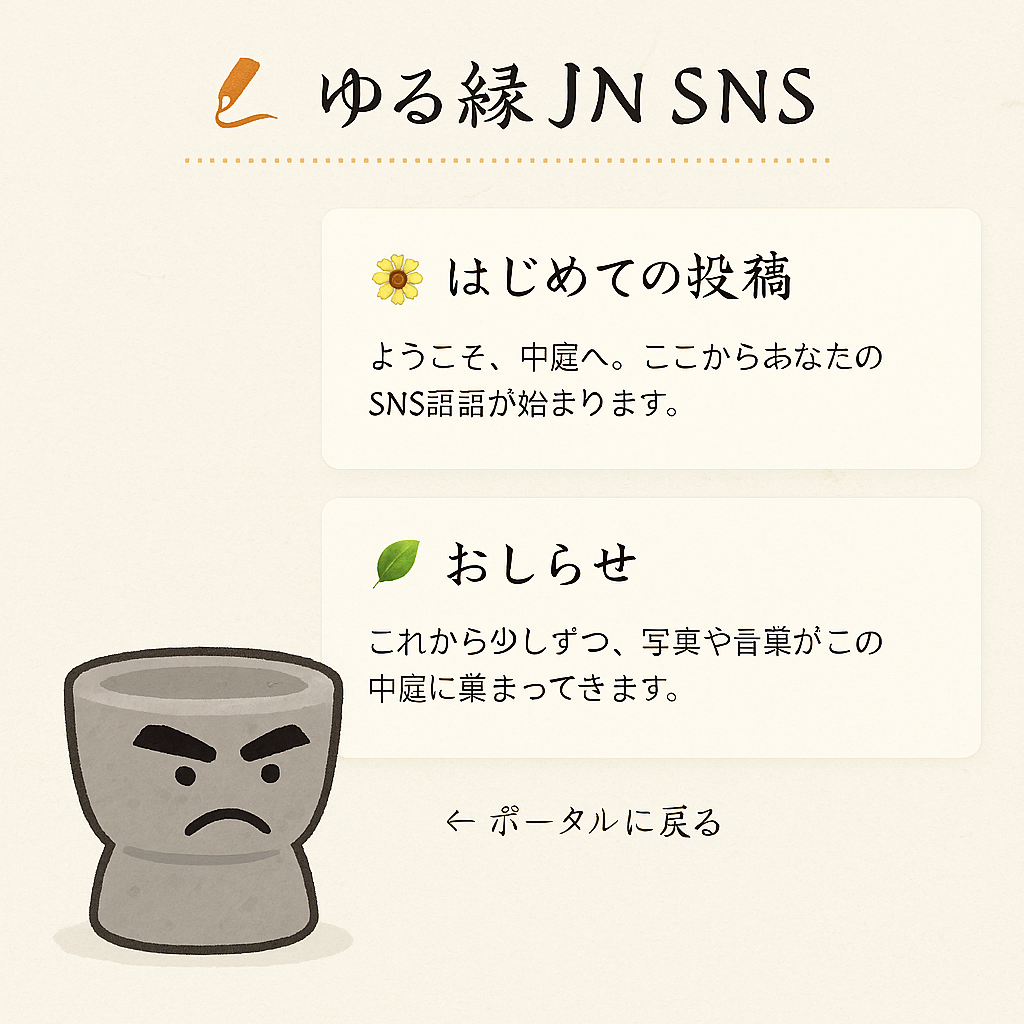 ゆる縁 JN SNS
はじめての投稿
ようこそ、中庭へ。ここからあなたの
SNS語語が始まります。
おしらせ
これから少しずつ、写真や音葉がこの
中庭に巣まってきます。
← ポータルに戻る